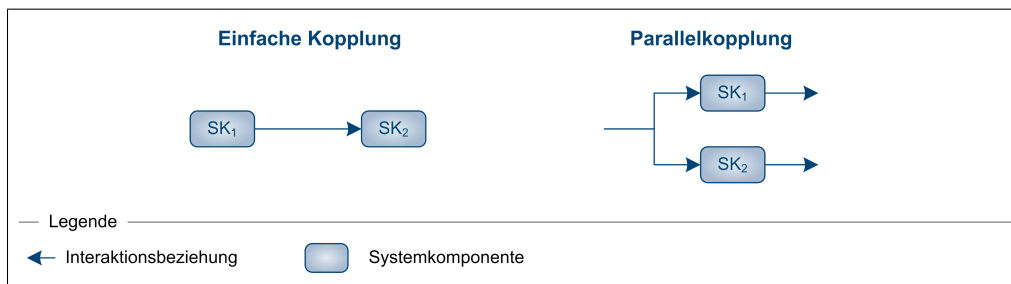 Einfache Kopplung
Parallelkopplung
SK₁
SK₂
SK₁
SK₂
Legende
Interaktionsbeziehung
Systemkomponente